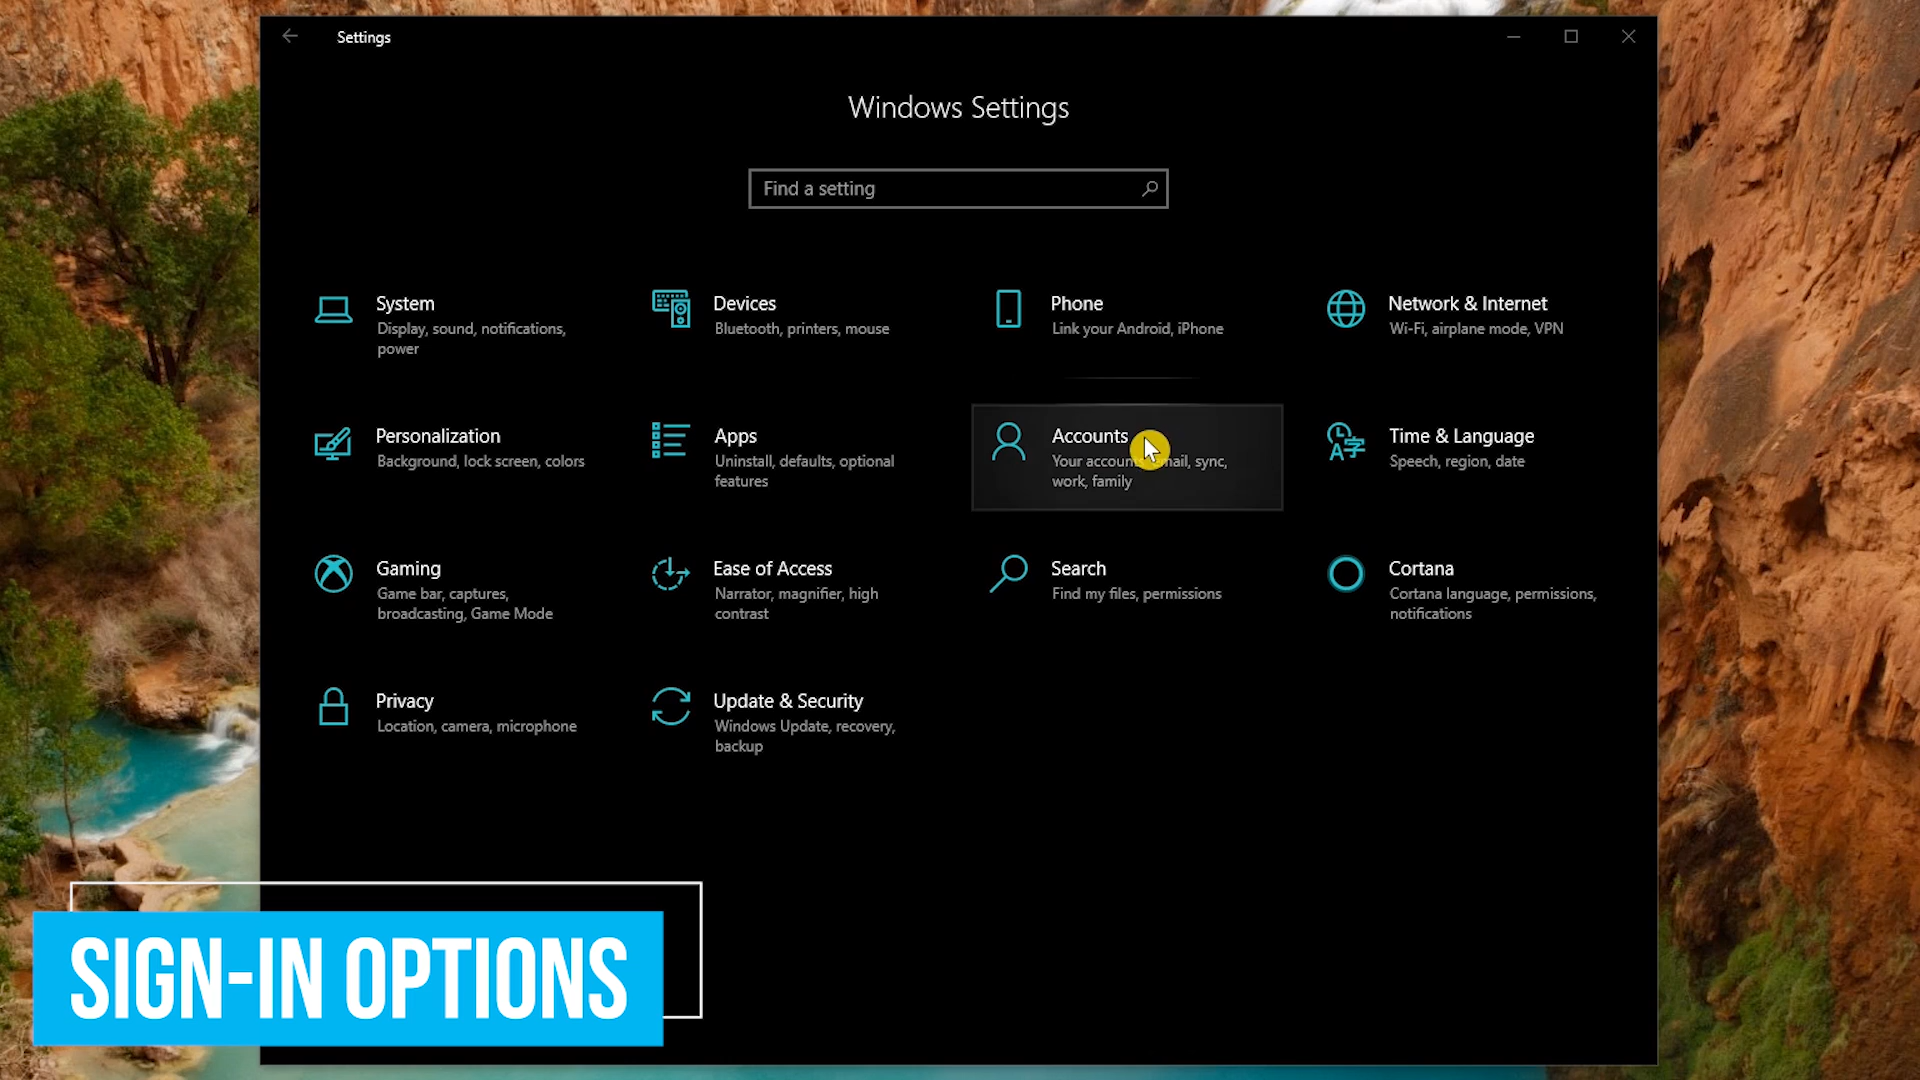 Settings
Windows Settings
Find a setting
System
Display, sound, notifications,
power
Devices
Bluetooth, printers, mouse
Phone
Link your Android, iPhone
Network & Internet
Wi-Fi, airplane mode, VPN
Personalization
Background, lock screen, colors
Apps
Uninstall, defaults, optional
features
Accounts
Your accounts, email, sync,
work, family
Time & Language
Speech, region, date
Gaming
Game bar, captures,
broadcasting, Game Mode
Ease of Access
Narrator, magnifier, high
contrast
Search
Find my files, permissions
Cortana
Cortana language, permissions,
notifications
Privacy
Location, camera, microphone
Update & Security
Windows Update, recovery,
backup
SIGN-IN OPTIONS